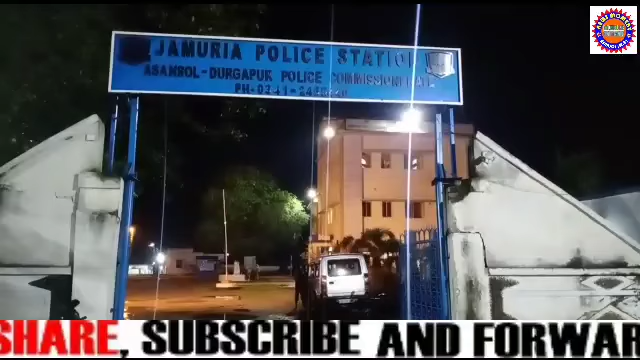 JAMURIA POLICE STATION
ASANSOL-DURGAPUR POLICE COMMISSIONERATE
SHARE, SUBSCRIBE AND FORWAR